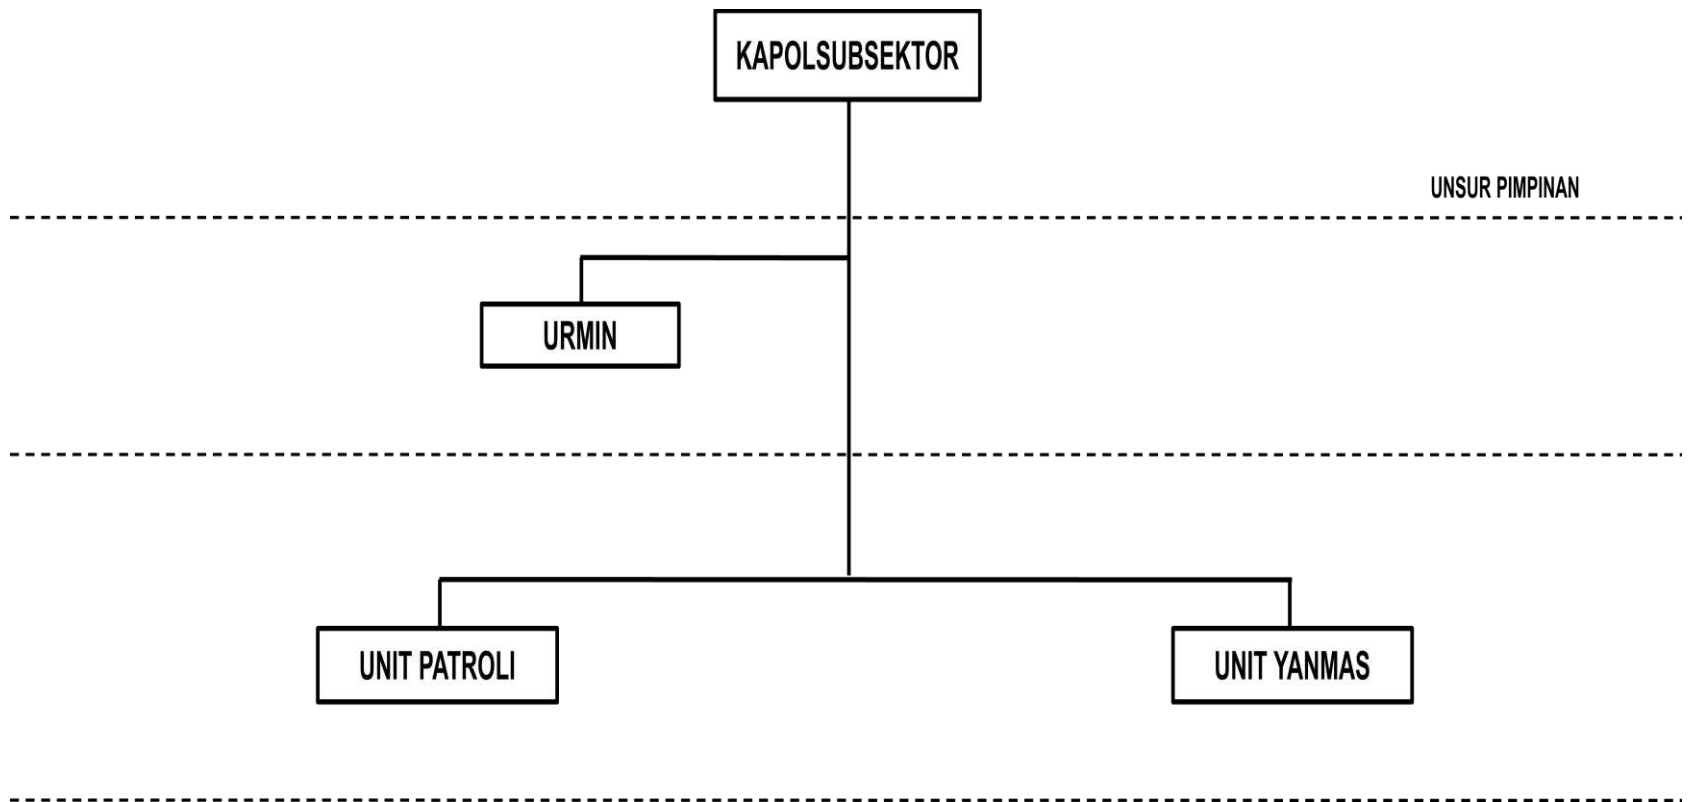 KAPOLSUBSEKTOR
UNSUR PIMPINAN
URMIN
UNIT PATROLI
UNIT YANMAS